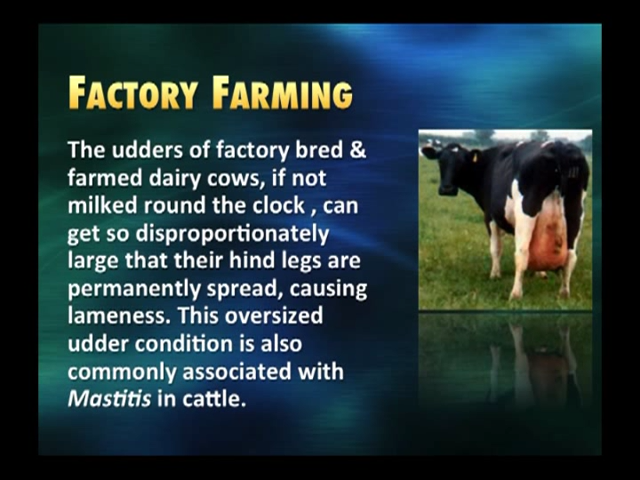 FACTORY FARMING
The udders of factory bred &
farmed dairy cows, if not
milked round the clock , can
get so disproportionately
large that their hind legs are
permanently spread, causing
lameness. This oversized
udder condition is also
commonly associated with
Mastitis in cattle.